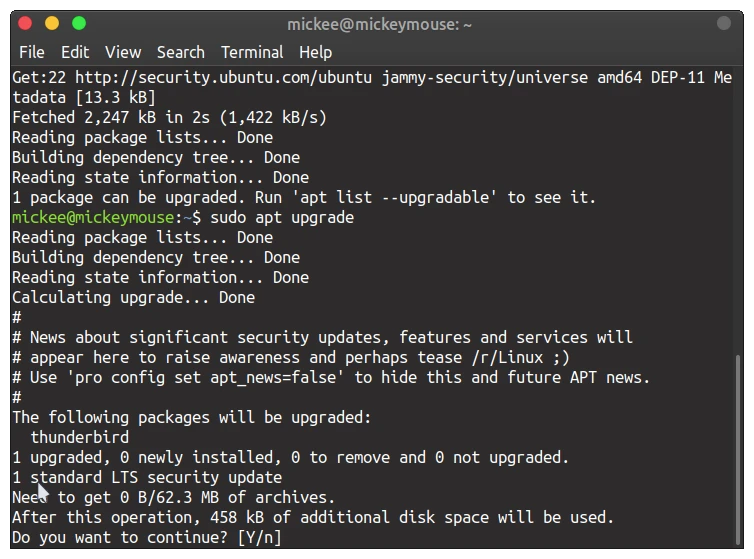 mickee@mickeymouse: ~
File Edit View Search Terminal Help
Get:22 http://security.ubuntu.com/ubuntu jammy-security/universe amd64 DEP-11 Me
tadata [13.3 kB]
Fetched 2,247 kB in 2s (1,422 kB/s)
Reading package lists... Done
Building dependency tree... Done
Reading state information... Done
1 package can be upgraded. Run 'apt list --upgradable' to see it.
mickee@mickeymouse:~$ sudo apt upgrade
Reading package lists... Done
Building dependency tree... Done
Reading state information... Done
Calculating upgrade... Done
#
# News about significant security updates, features and services will
# appear here to raise awareness and perhaps tease /r/Linux ;)
# Use 'pro config set apt_news=false' to hide this and future APT news.
#
The following packages will be upgraded:
  thunderbird
1 upgraded, 0 newly installed, 0 to remove and 0 not upgraded.
1 standard LTS security update
Need to get 0 B/62.3 MB of archives.
After this operation, 458 kB of additional disk space will be used.
Do you want to continue? [Y/n]